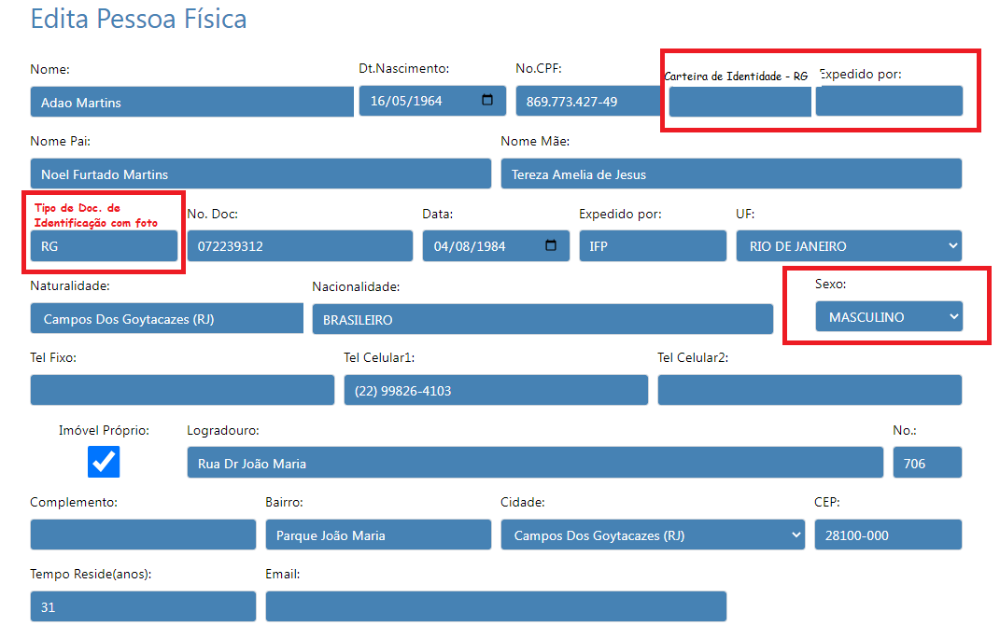 Edita Pessoa Física
Nome: Dt.Nascimento: No.CPF: Carteira de Identidade - RG Expedido por:
Adao Martins 16/05/1964 869.773.427-49
Nome Pai: Nome Mãe:
Noel Furtado Martins Tereza Amelia de Jesus
Tipo de Doc. de
Identificação com foto No. Doc: Data: Expedido por: UF:
RG 072239312 04/08/1984 IFP RIO DE JANEIRO
Naturalidade: Nacionalidade: Sexo:
Campos Dos Goytacazes (RJ) BRASILEIRO MASCULINO
Tel Fixo: Tel Celular1: Tel Celular2:
(22) 99826-4103
Imóvel Próprio: Logradouro: No.:
Rua Dr João Maria 706
Complemento: Bairro: Cidade: CEP:
Parque João Maria Campos Dos Goytacazes (RJ) 28100-000
Tempo Reside(anos): Email:
31